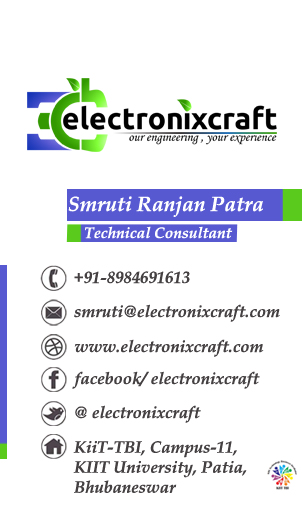 electronixcraft
our engineering , your experience
Smruti Ranjan Patra
Technical Consultant
+91-8984691613
smruti@electronixcraft.com
www.electronixcraft.com
facebook/ electronixcraft
@ electronixcraft
KiiT-TBI, Campus-11,
KIIT University, Patia,
Bhubaneswar